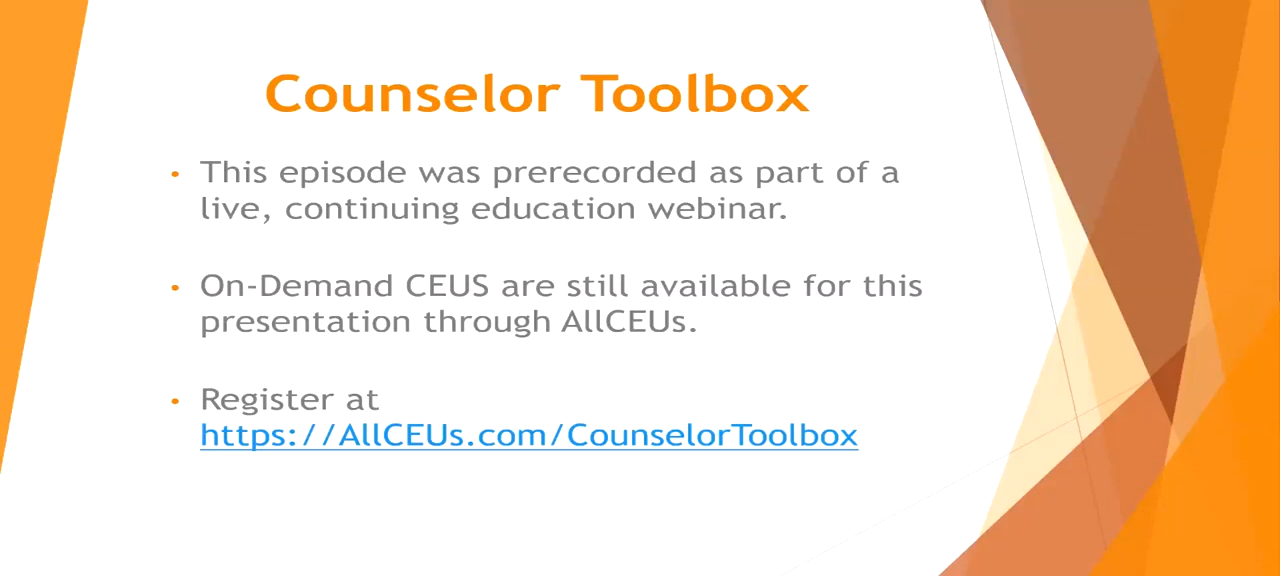 Counselor Toolbox
• This episode was prerecorded as part of a
live, continuing education webinar.
• On-Demand CEUS are still available for this
presentation through AllCEUs.
• Register at
https://AllCEUs.com/CounselorToolbox